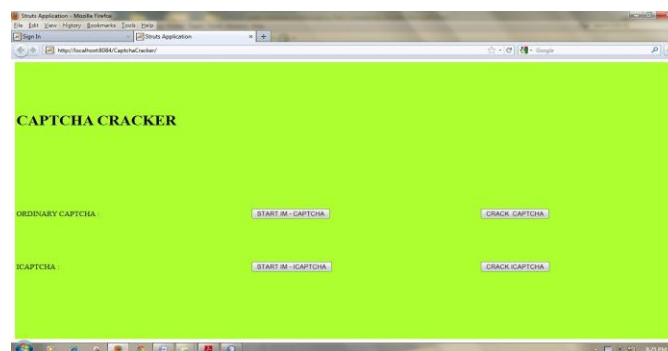 Struts Application - Mozilla Firefox
File Edit View History Bookmarks Tools Help
Sign In Struts Application × +
http://localhost:8084/CaptchaCracker/ Google
CAPTCHA CRACKER
ORDINARY CAPTCHA : START IM - CAPTCHA CRACK CAPTCHA
ICAPTCHA : START IM - ICAPTCHA CRACK ICAPTCHA